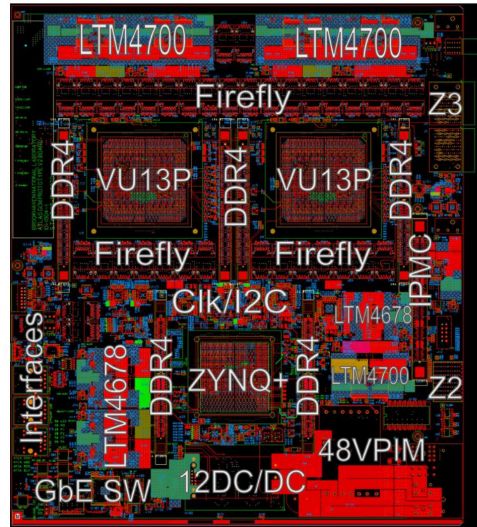 LTM4700
LTM4700
Firefly
Z3
DDR4
VU13P
DDR4
VU13P
DDR4
Firefly
Firefly
IPMC
Clk/I2C
LTM4678
Interfaces
LTM4678
DDR4
ZYNQ+
DDR4
LTM4700
Z2
48VPIM
GbE SW
12DC/DC